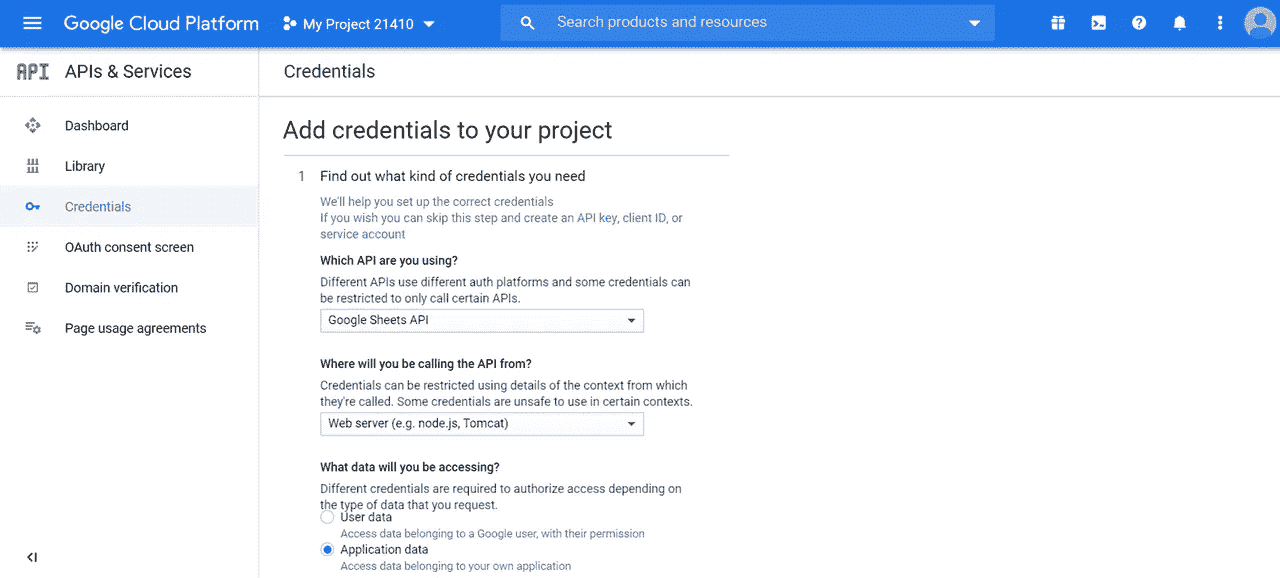 Google Cloud Platform
My Project 21410
Search products and resources
API
APIs & Services
Credentials
Dashboard
Library
Credentials
OAuth consent screen
Domain verification
Page usage agreements
Add credentials to your project
1 Find out what kind of credentials you need
We'll help you set up the correct credentials
If you wish you can skip this step and create an API key, client ID, or
service account
Which API are you using?
Different APIs use different auth platforms and some credentials can
be restricted to only call certain APIs.
Google Sheets API
Where will you be calling the API from?
Credentials can be restricted using details of the context from which
they're called. Some credentials are unsafe to use in certain contexts.
Web server (e.g. node.js, Tomcat)
What data will you be accessing?
Different credentials are required to authorize access depending on
the type of data that you request.
User data
Access data belonging to a Google user, with their permission
Application data
Access data belonging to your own application